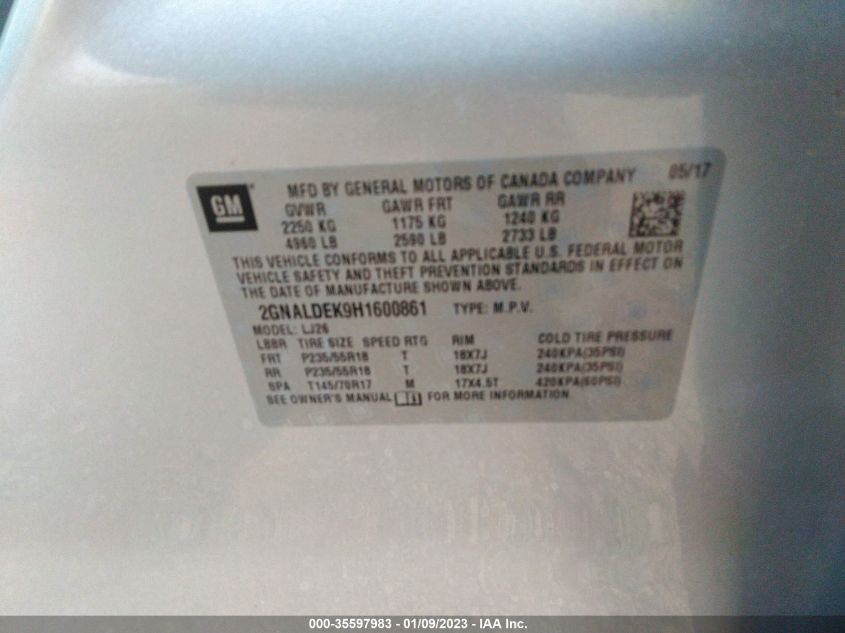 GM
MFD BY GENERAL MOTORS OF CANADA COMPANY 05/17
GVWR GAWR FRT GAWR RR
2250 KG 1175 KG 1240 KG
4960 LB 2590 LB 2733 LB
THIS VEHICLE CONFORMS TO ALL APPLICABLE U.S. FEDERAL MOTOR
VEHICLE SAFETY AND THEFT PREVENTION STANDARDS IN EFFECT ON
THE DATE OF MANUFACTURE SHOWN ABOVE.
2GNALDEK9H1600861 TYPE: M.P.V.
MODEL: LJ26
LBBR TIRE SIZE SPEED RTG RIM COLD TIRE PRESSURE
FRT P235/55R18 T 18X7J 240KPA(35PSI)
RR P235/55R18 T 18X7J 240KPA(35PSI)
SPA T145/70R17 M 17X4.5T 420KPA(60PSI)
SEE OWNER'S MANUAL FOR MORE INFORMATION.
000-35597983 - 01/09/2023 - IAA Inc.